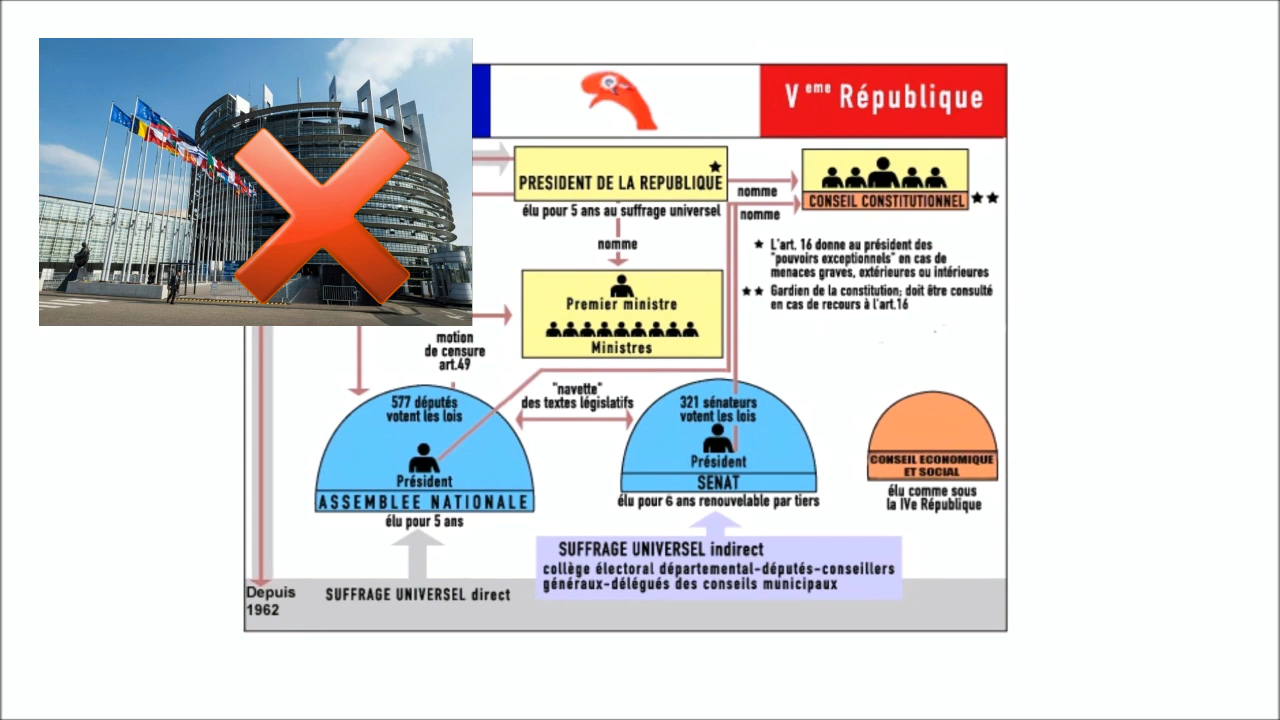 Veme République
PRESIDENT DE LA REPUBLIQUE
élu pour 5 ans au suffrage universel
nomme
nomme
CONSEIL CONSTITUTIONNEL
nomme
L'art. 16 donne au président des
"pouvoirs exceptionnels" en cas de
menaces graves, extérieures ou intérieures
Gardien de la constitution; doit être consulté
en cas de recours à l'art.16
Premier ministre
Ministres
motion
de censure
art.49
"navette"
des textes législatifs
577 députés
votent les lois
Président
ASSEMBLEE NATIONALE
élu pour 5 ans
321 sénateurs
votent les lois
Président
SENAT
élu pour 6 ans renouvelable par tiers
CONSEIL ECONOMIQUE
ET SOCIAL
élu comme sous
la IVe République
SUFFRAGE UNIVERSEL indirect
collège électoral départemental-députés-conseillers
généraux-délégués des conseils municipaux
Depuis
1962
SUFFRAGE UNIVERSEL direct